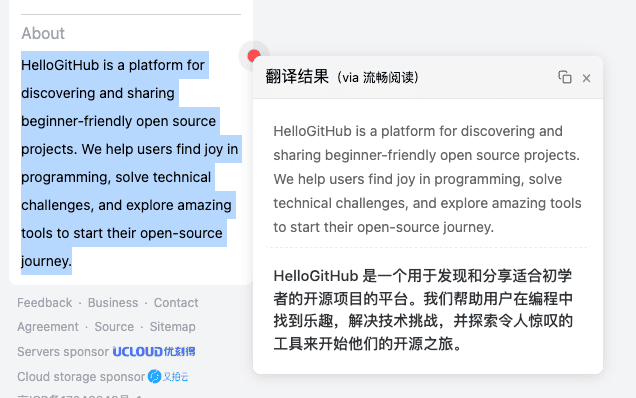 About
HelloGitHub is a platform for
discovering and sharing
beginner-friendly open source
projects. We help users find joy in
programming, solve technical
challenges, and explore amazing
tools to start their open-source
journey.
Feedback · Business · Contact
Agreement · Source · Sitemap
Servers sponsor UCLOUD优刻得
Cloud storage sponsor 又拍云
翻译结果（via 流畅阅读）
HelloGitHub is a platform for discovering and
sharing beginner-friendly open source projects.
We help users find joy in programming, solve
technical challenges, and explore amazing tools
to start their open-source journey.
HelloGitHub 是一个用于发现和分享适合初学
者的开源项目的平台。我们帮助用户在编程中
找到乐趣，解决技术挑战，并探索令人惊叹的
工具来开始他们的开源之旅。